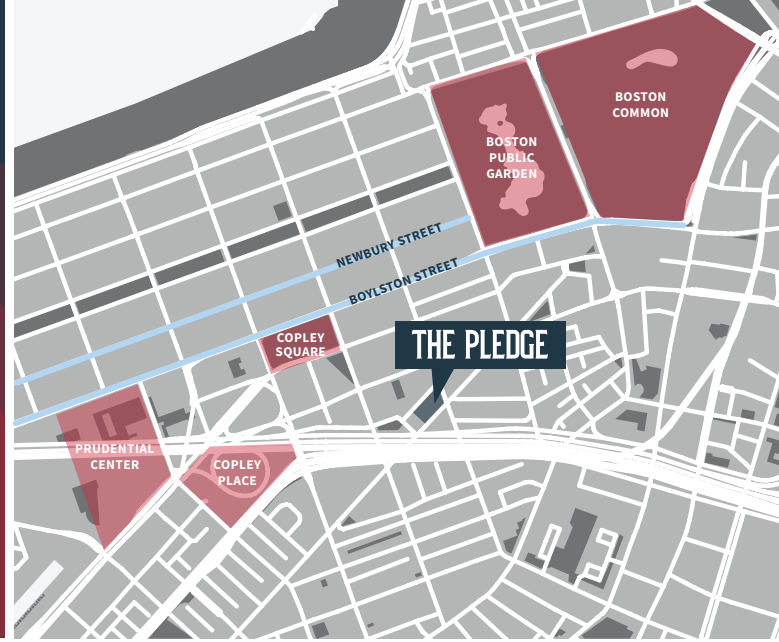 BOSTON
COMMON
BOSTON
PUBLIC
GARDEN
NEWBURY STREET
BOYLSTON STREET
COPLEY
SQUARE
THE PLEDGE
PRUDENTIAL
CENTER
COPLEY
PLACE